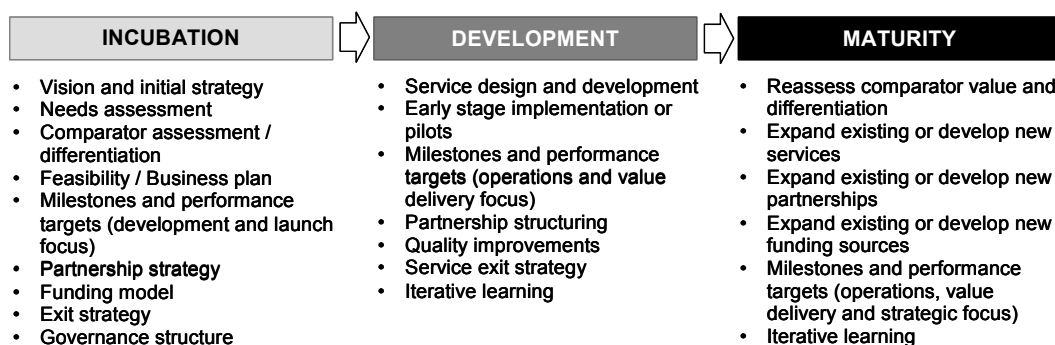 INCUBATION
DEVELOPMENT
MATURITY
• Vision and initial strategy
• Needs assessment
• Comparator assessment /
differentiation
• Feasibility / Business plan
• Milestones and performance
targets (development and launch
focus)
• Partnership strategy
• Funding model
• Exit strategy
• Governance structure
• Service design and development
• Early stage implementation or
pilots
• Milestones and performance
targets (operations and value
delivery focus)
• Partnership structuring
• Quality improvements
• Service exit strategy
• Iterative learning
• Reassess comparator value and
differentiation
• Expand existing or develop new
services
• Expand existing or develop new
partnerships
• Expand existing or develop new
funding sources
• Milestones and performance
targets (operations, value
delivery and strategic focus)
• Iterative learning